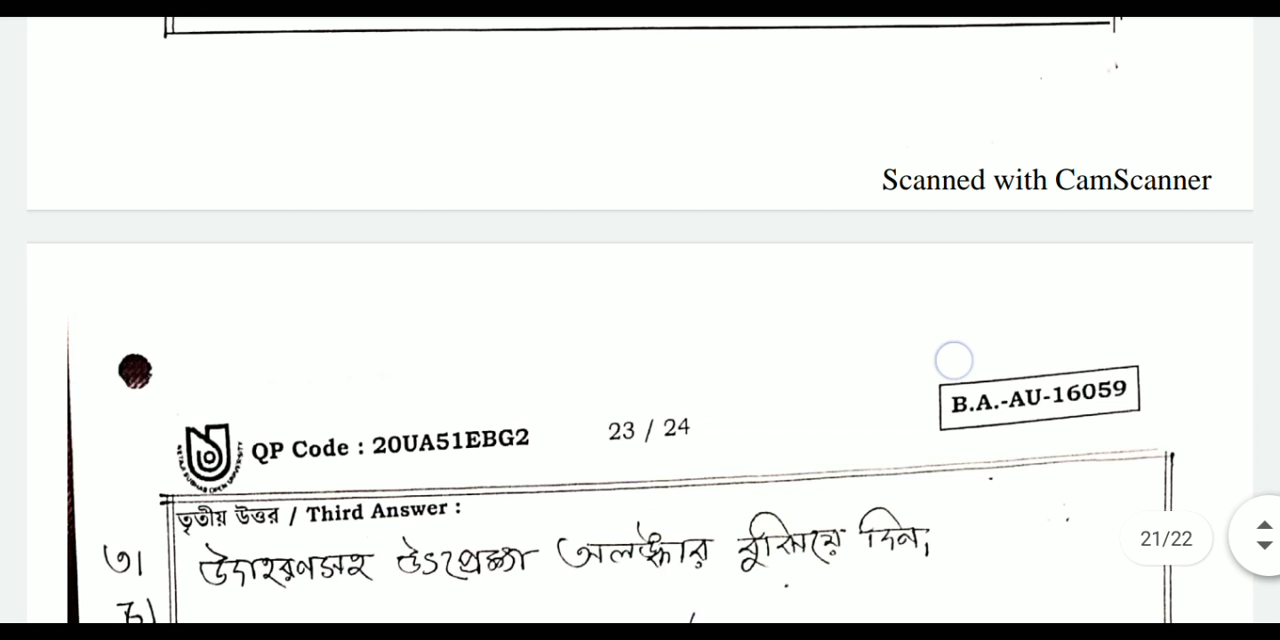 Scanned with CamScanner
B.A.-AU-16059
QP Code : 20UA51EBG2
23 / 24
তৃতীয় উত্তর / Third Answer :
৩। উদাহরণসহ উৎপ্রেক্ষা অলঙ্কার বুঝিয়ে দিন।
21/22